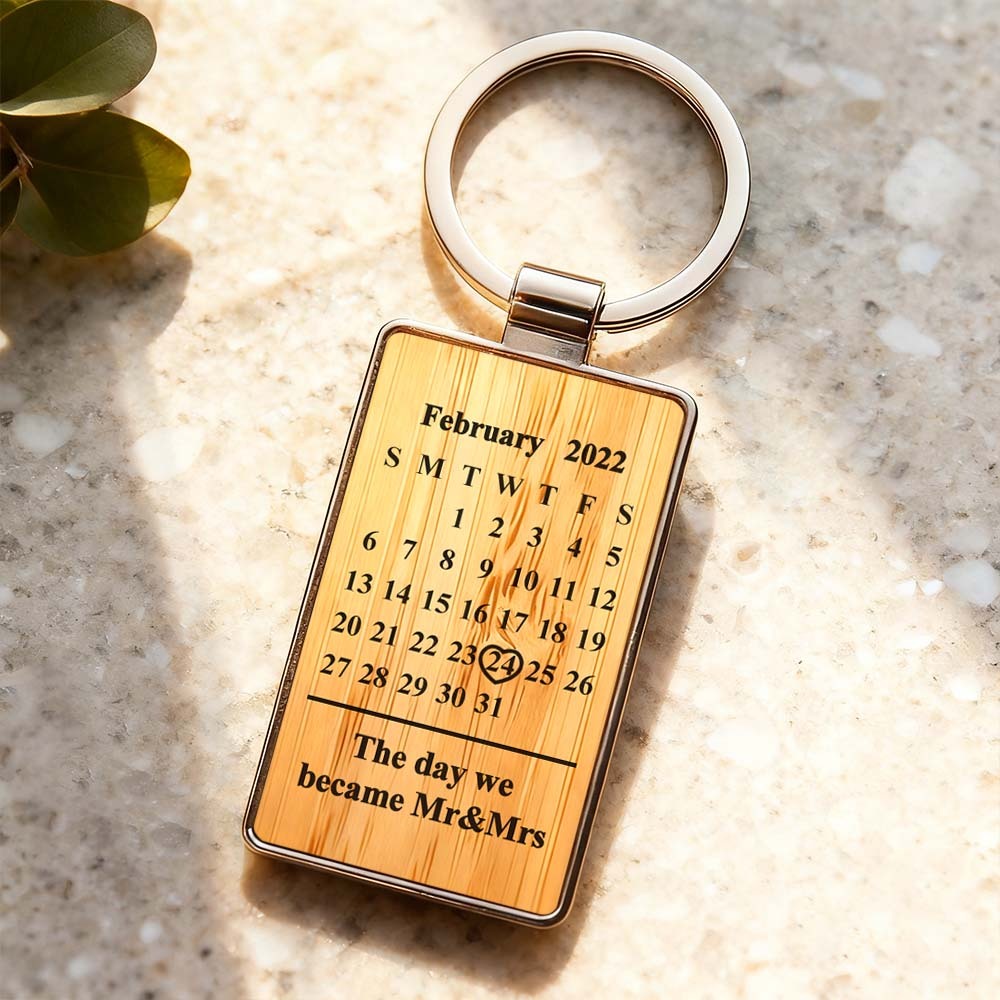 February 2022
S M T W T F S
1 2 3 4 5
6 7 8 9 10 11 12
13 14 15 16 17 18 19
20 21 22 23 24 25 26
27 28 29 30 31
The day we
became Mr&Mrs